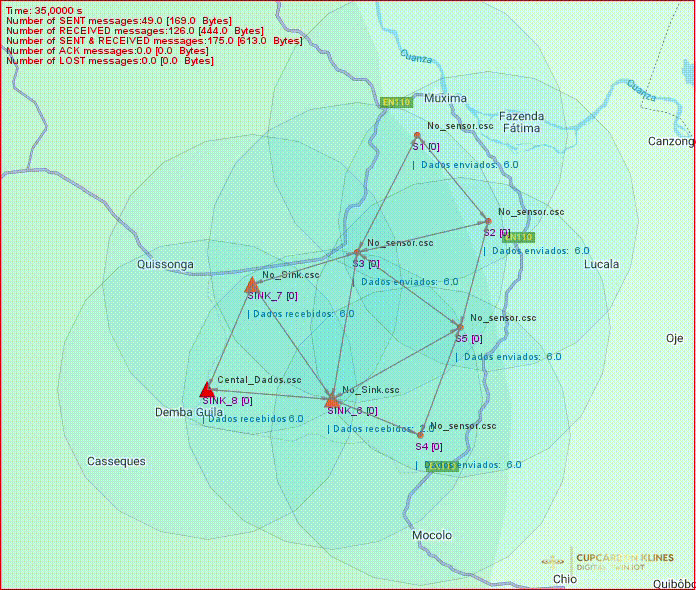 Time: 35,0000 s
Number of SENT messages:49.0 [169.0 Bytes]
Number of RECEIVED messages:126.0 [444.0 Bytes]
Number of SENT & RECEIVED messages:175.0 [613.0 Bytes]
Number of ACK messages:0.0 [0.0 Bytes]
Number of LOST messages:0.0 [0.0 Bytes]
Cuanza
Cuanza
EN110
Muxima
Fazenda
Fátima
No_sensor.csc
S1 [0]
Canzong
| Dados enviados: 6.0
No_sensor.csc
S2 [0]
EN110
No_sensor.csc
| Dados enviados: 6.0
Quissonga
S3 [0]
Lucala
No_Sink.csc
| Dados enviados: 6.0
SINK_7 [0]
| Dados recebidos: 6.0
No_sensor.csc
S5 [0]
Oje
| Dados enviados: 6.0
Cental_Dados.csc
No_Sink.csc
SINK_8 [0]
SINK_6 [0]
Demba Guila
| Dados recebidos 6.0
| Dados recebidos: 2.0
No_sensor.csc
S4 [0]
Casseques
| Dados enviados: 6.0
Mocolo
KLINES
DIGITAL TWIN IOT
Chio
Quibôbo